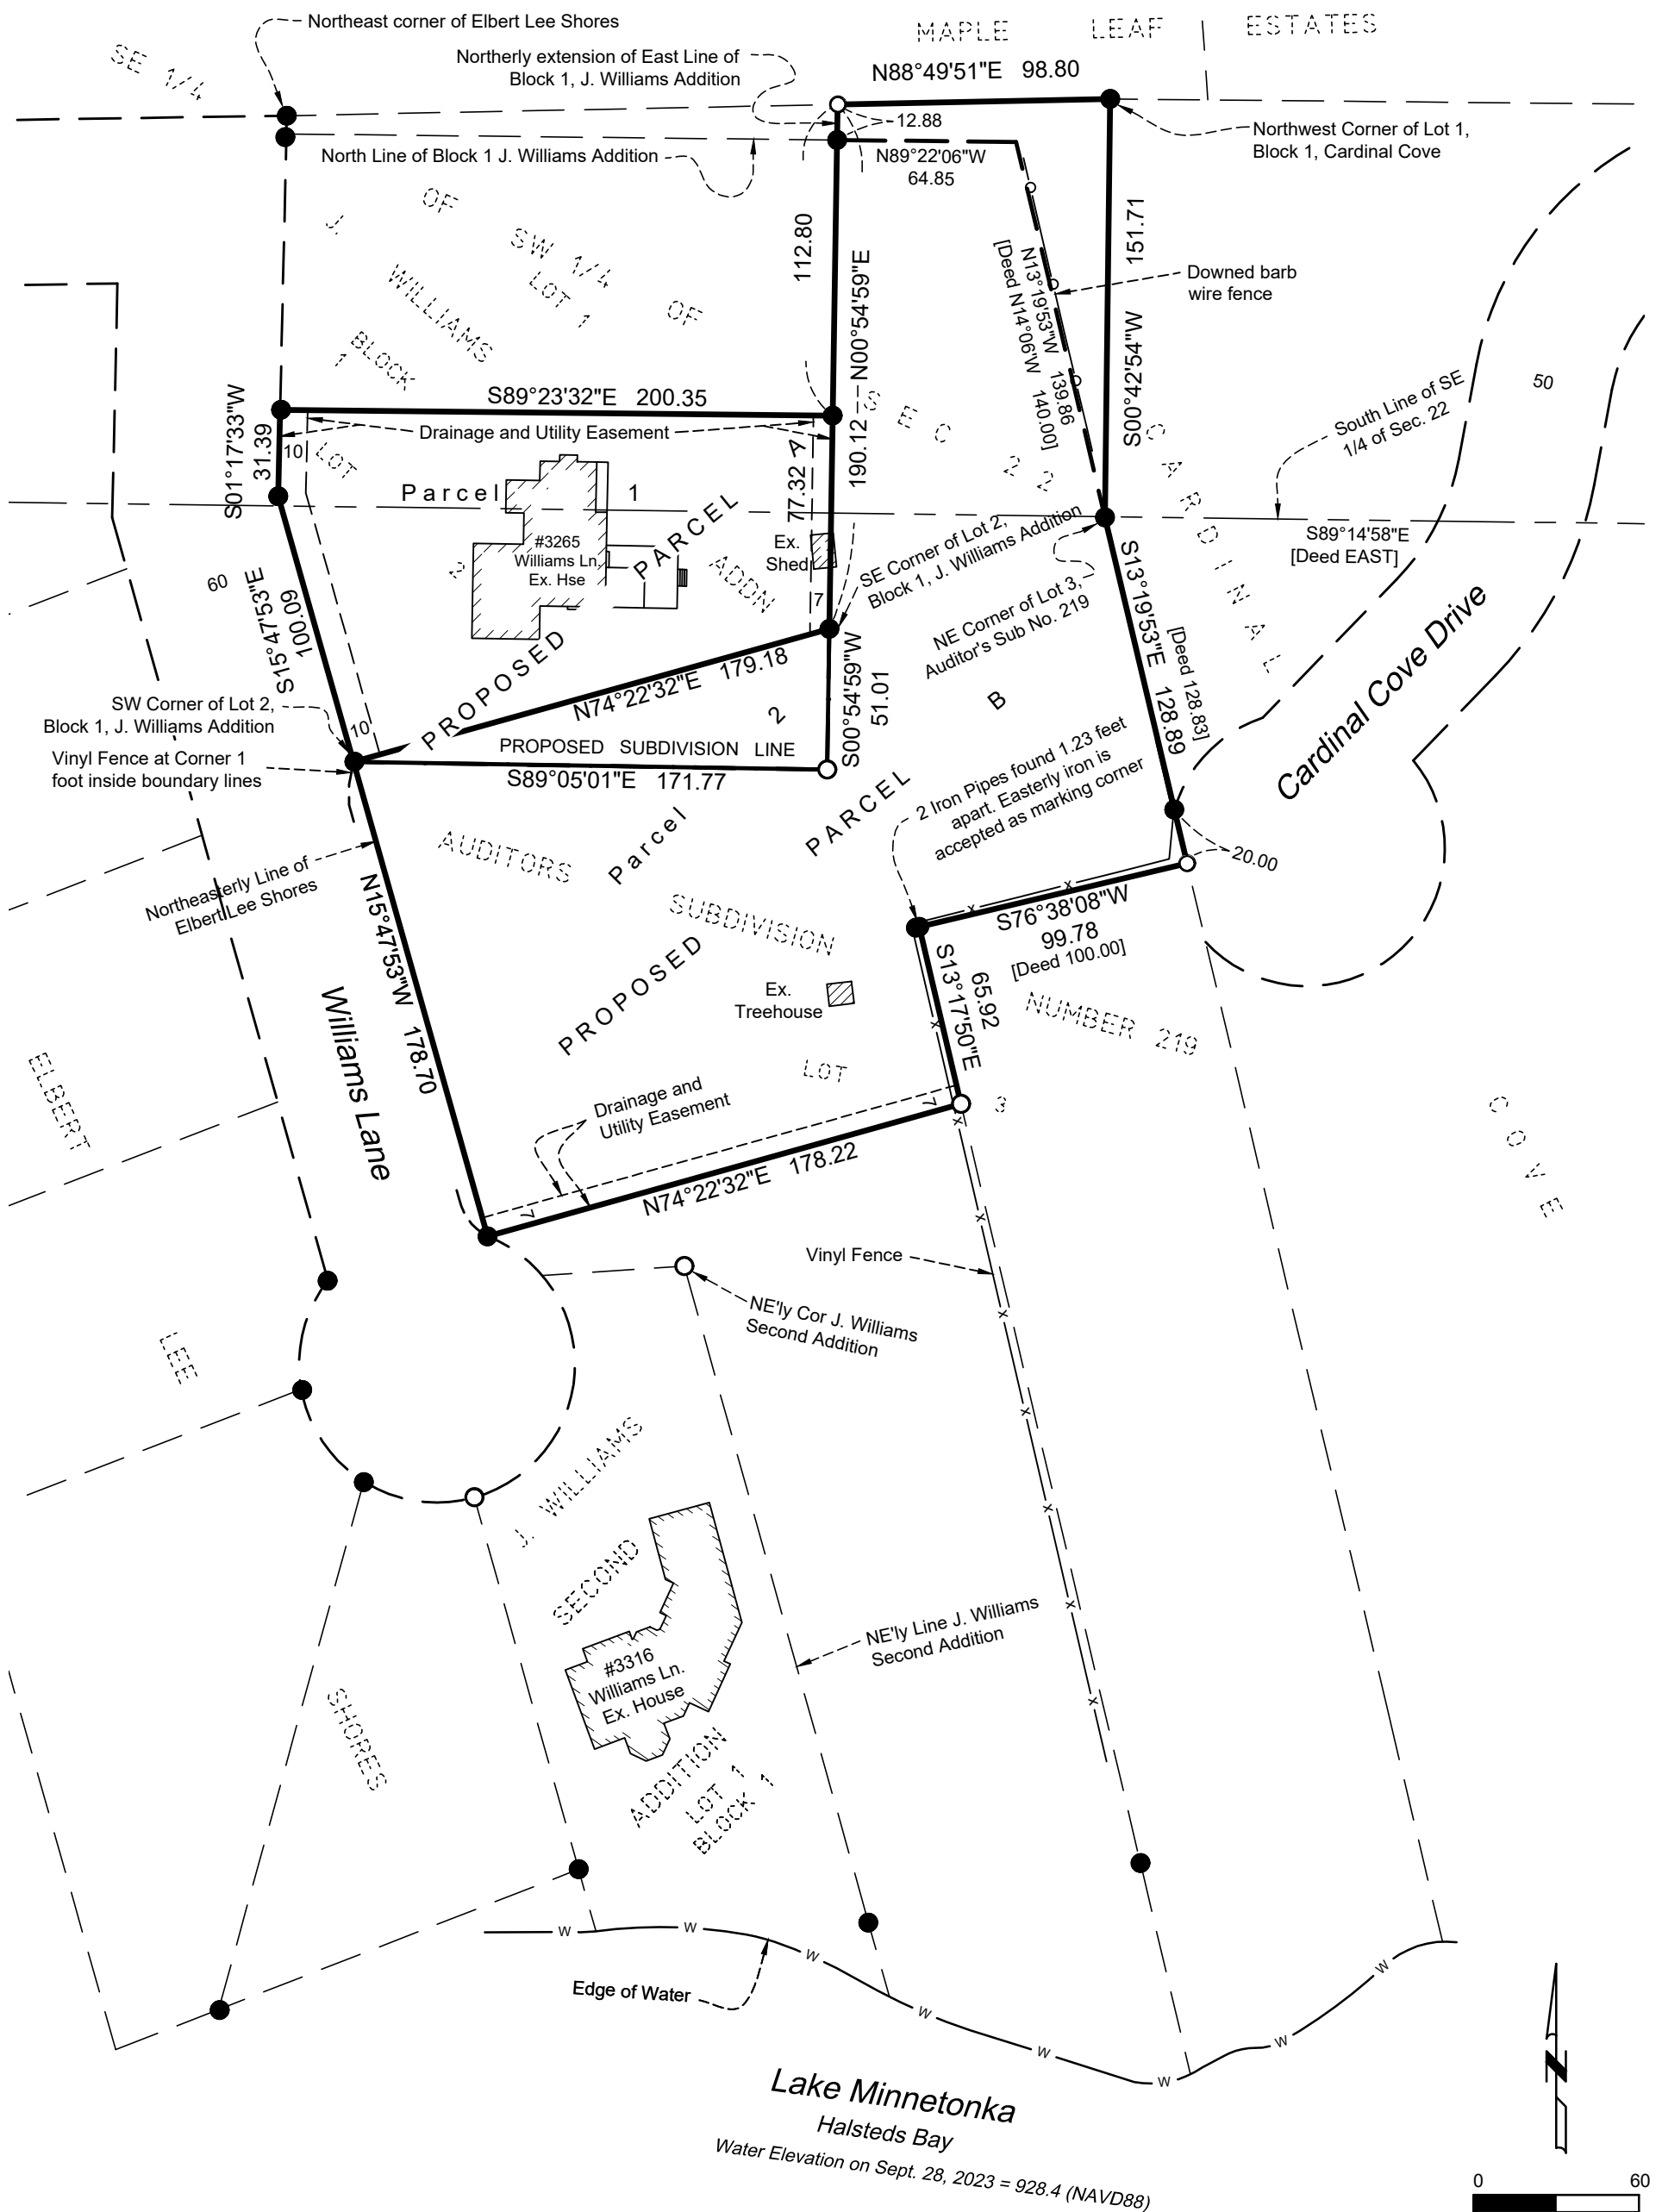 MAPLE LEAF ESTATES
Northeast corner of Elbert Lee Shores
SE 1/4
Northerly extension of East Line of
Block 1, J. Williams Addition
N88°49'51"E 98.80
12.88
Northwest Corner of Lot 1,
Block 1, Cardinal Cove
North Line of Block 1 J. Williams Addition
N89°22'06"W
64.85
OF
SW 1/4
OF
SEC 22
J.
WILLIAMS
LOT 1
BLOCK
1
112.80
190.12
N00°54'59"E
N13°19'53"W 139.86
[Deed N14°06'W 140.00]
151.71
S00°42'54"W
Downed barb
wire fence
South Line of SE
1/4 of Sec. 22
50
S89°23'32"E 200.35
Drainage and Utility Easement
S01°17'33"W
31.39
10
LOT
2
Parcel 1
#3265
Williams Ln.
Ex. Hse
PROPOSED PARCEL A
ADDN
77.32
Ex.
Shed
7
SE Corner of Lot 2,
Block 1, J. Williams Addition
S89°14'58"E
[Deed EAST]
CARDINAL
COVE
NE Corner of Lot 3,
Auditor's Sub No. 219
S13°19'53"E 128.89
[Deed 128.83]
Cardinal Cove Drive
60
S15°47'53"E
100.09
10
SW Corner of Lot 2,
Block 1, J. Williams Addition
Vinyl Fence at Corner 1
foot inside boundary lines
N74°22'32"E 179.18
PROPOSED SUBDIVISION LINE
S89°05'01"E 171.77
S00°54'59"W
51.01
Parcel 2
PROPOSED PARCEL B
2 Iron Pipes found 1.23 feet
apart. Easterly iron is
accepted as marking corner
20.00
S76°38'08"W
99.78
[Deed 100.00]
Northeasterly Line of
Elbert Lee Shores
N15°47'53"W 178.70
AUDITORS
SUBDIVISION
NUMBER 219
Ex.
Treehouse
S13°17'50"E
65.92
LOT
3
Williams Lane
Drainage and
Utility Easement
7
7
N74°22'32"E 178.22
x x x x x x x x x x
Vinyl Fence
NE'ly Cor J. Williams
Second Addition
ELBERT
LEE
SHORES
J. WILLIAMS
SECOND
ADDITION
LOT 1
BLOCK 1
#3316
Williams Ln.
Ex. House
NE'ly Line J. Williams
Second Addition
W W W W W W W W
Edge of Water
Lake Minnetonka
Halsteds Bay
Water Elevation on Sept. 28, 2023 = 928.4 (NAVD88)
N
0 60